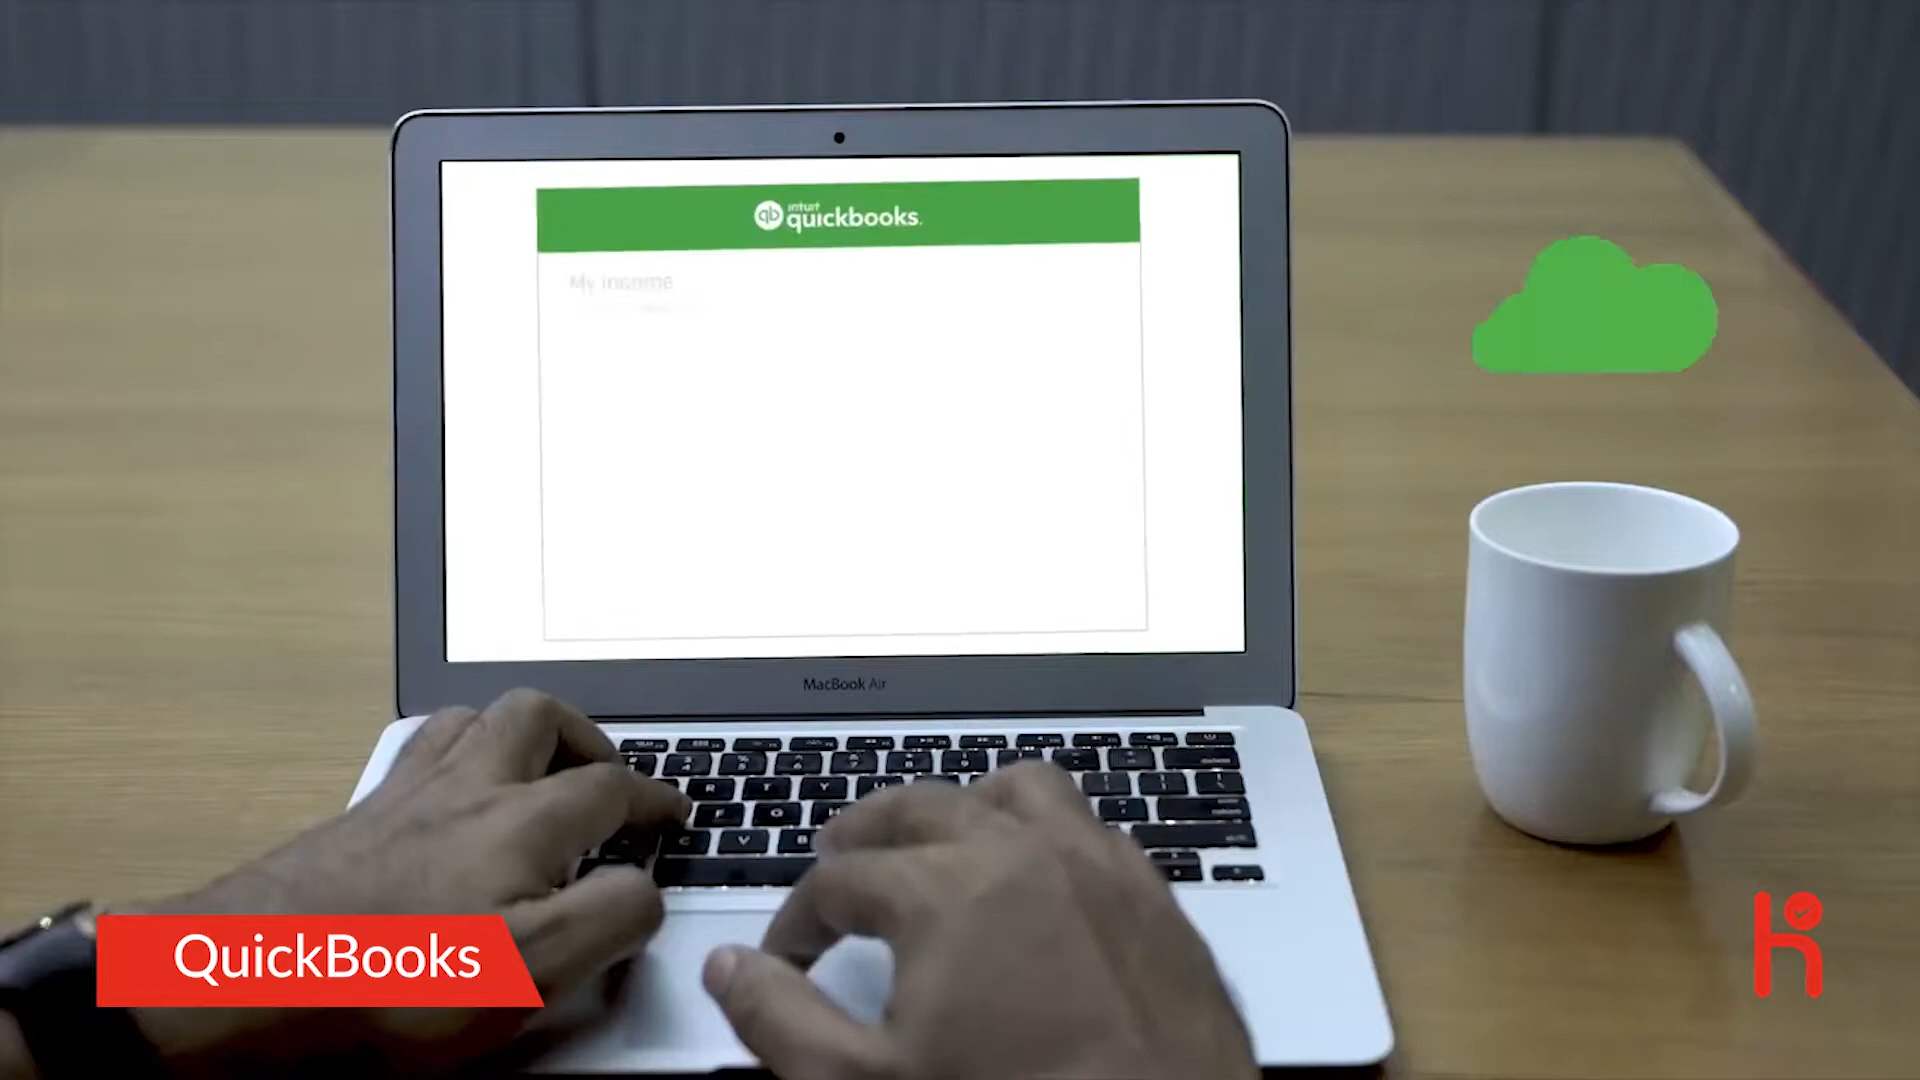 intuit
quickbooks.
My income
MacBook Air
R T Y U
F
C V B
QuickBooks